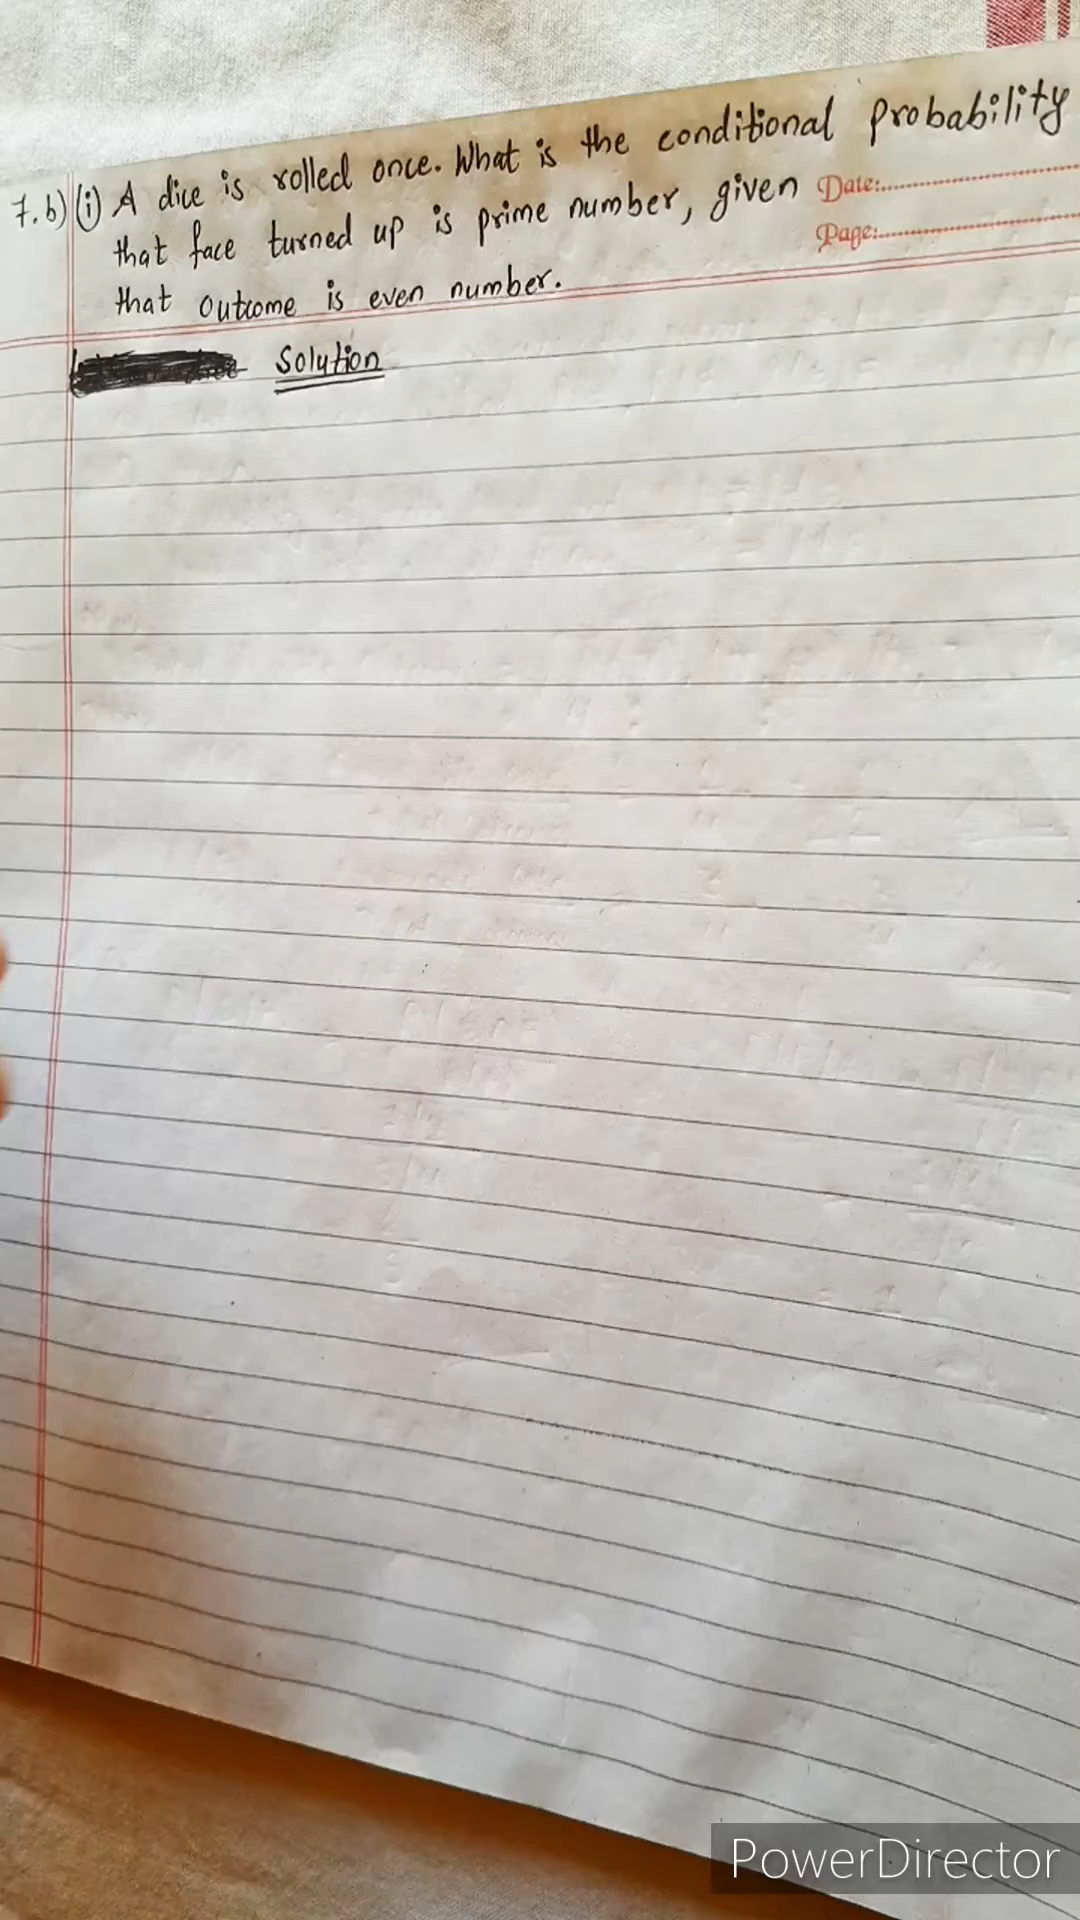 7.b) (i) A dice is rolled once. What is the conditional probability
that face turned up is prime number, given
Date:
that outcome is even number.
Page:
Solution
PowerDirector